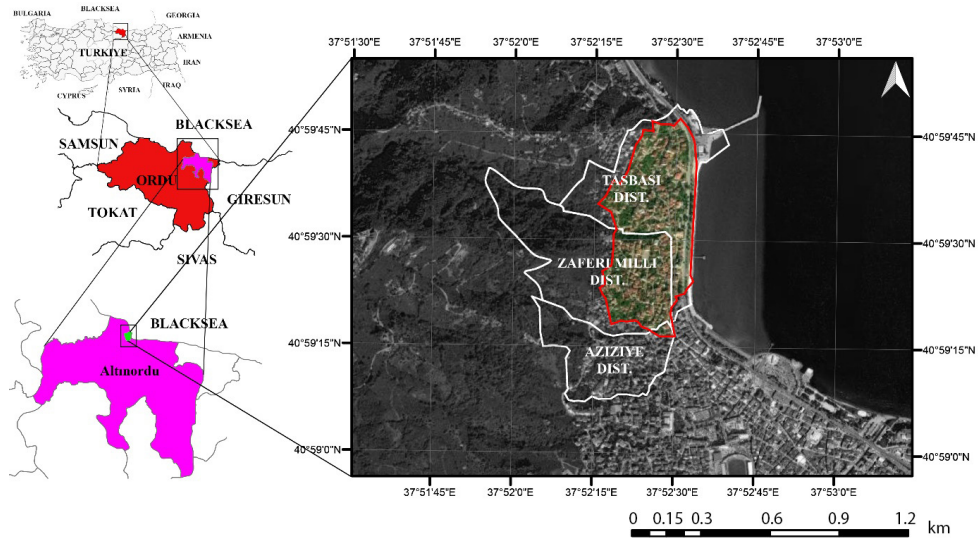 BULGARIA
BLACKSEA
GEORGIA
ARMENIA
TURKIYE
IRAN
IRAQ
SYRIA
CYPRUS
BLACKSEA
SAMSUN
ORDU
GIRESUN
TOKAT
SIVAS
BLACKSEA
Altınordu
37°51'30"E 37°51'45"E 37°52'0"E 37°52'15"E 37°52'30"E 37°52'45"E 37°53'0"E
40°59'45"N 40°59'45"N
40°59'30"N 40°59'30"N
40°59'15"N 40°59'15"N
40°59'0"N 40°59'0"N
TASBASI
DIST.
ZAFERI MILLI
DIST.
AZIZIYE
DIST.
37°51'45"E 37°52'0"E 37°52'15"E 37°52'30"E 37°52'45"E 37°53'0"E
0 0.15 0.3 0.6 0.9 1.2
km